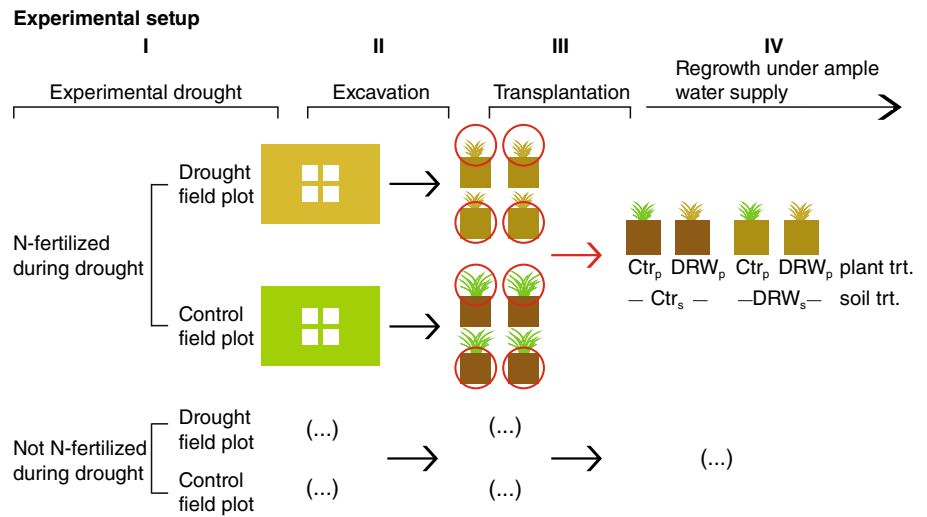 Experimental setup
I II III IV
Experimental drought Excavation Transplantation Regrowth under ample
water supply
Drought
field plot
N-fertilized
during drought
Control
field plot
Ctrp DRWp Ctrp DRWp plant trt.
— Ctrs — —DRWs— soil trt.
Drought
field plot
(...) (...)
Not N-fertilized
during drought
(...)
Control
field plot
(...) (...)